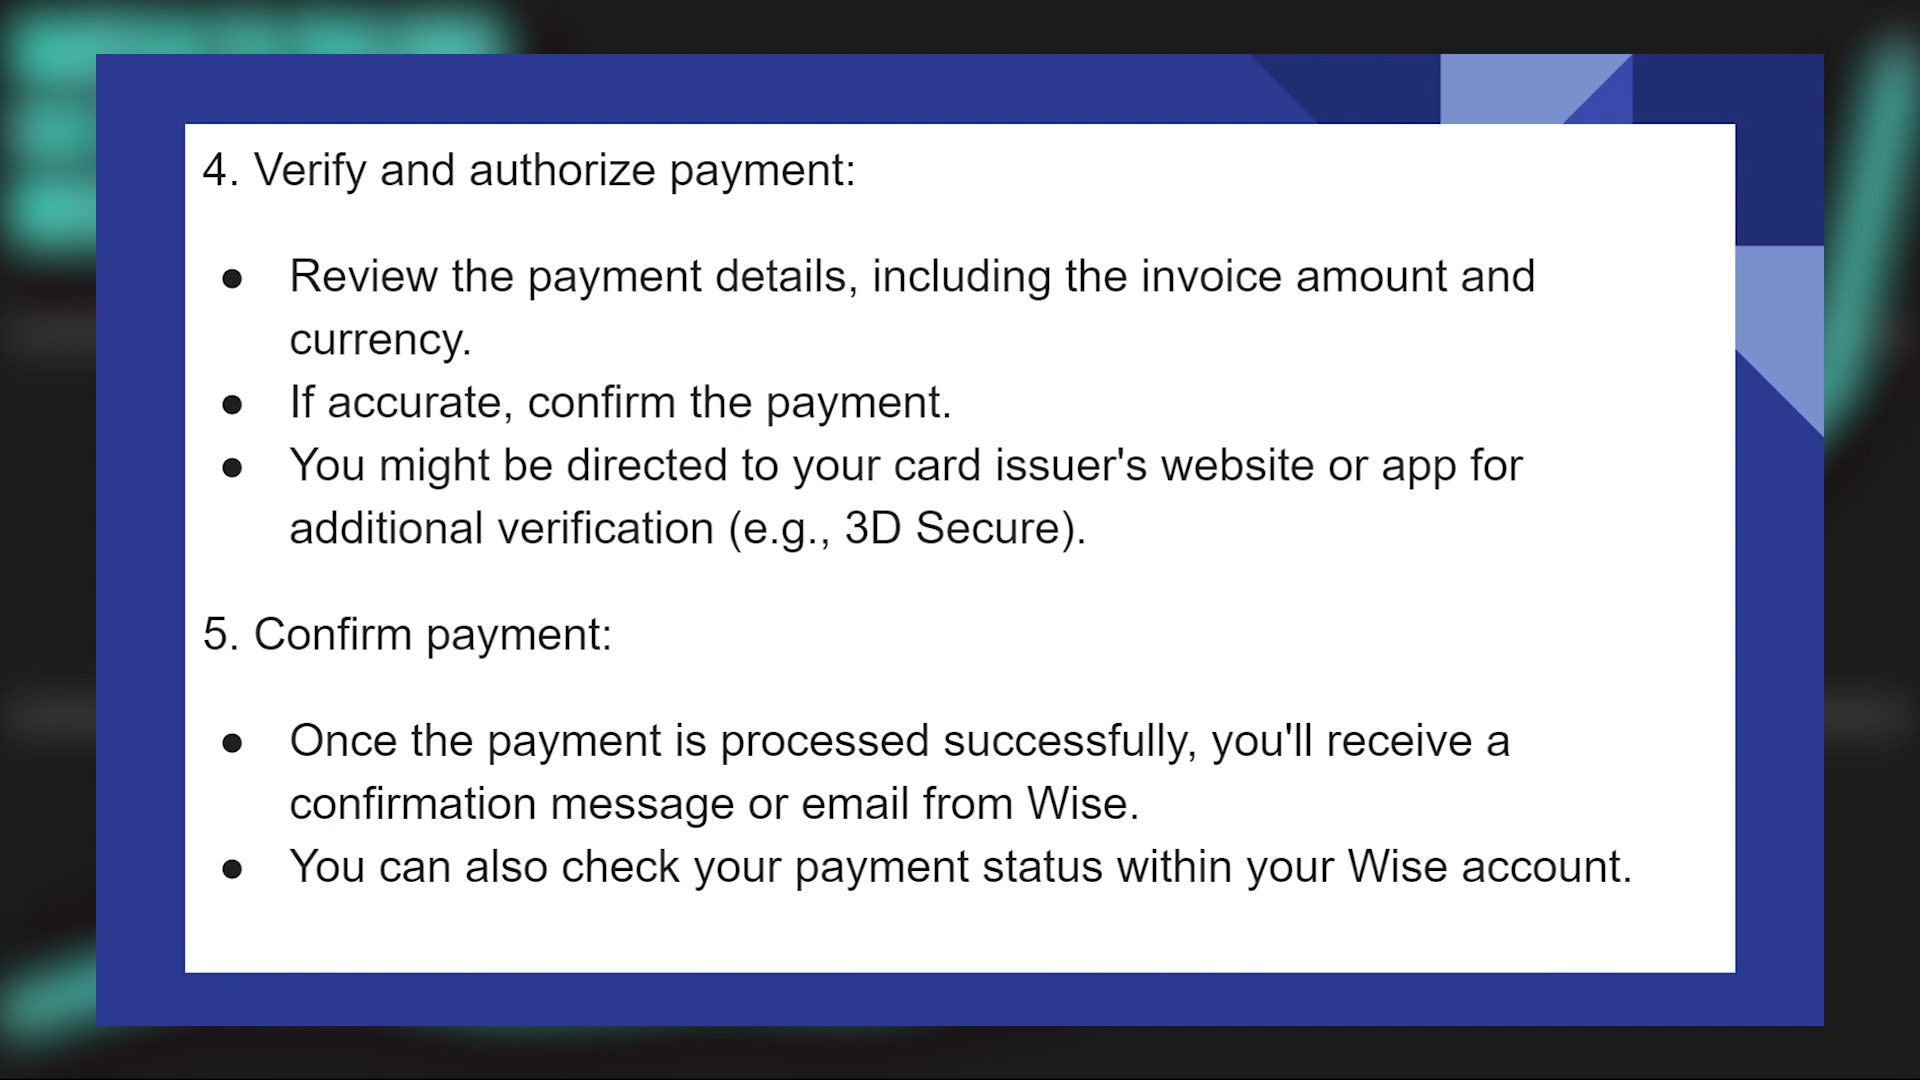 4. Verify and authorize payment:
● Review the payment details, including the invoice amount and
currency.
● If accurate, confirm the payment.
● You might be directed to your card issuer's website or app for
additional verification (e.g., 3D Secure).
5. Confirm payment:
● Once the payment is processed successfully, you'll receive a
confirmation message or email from Wise.
● You can also check your payment status within your Wise account.